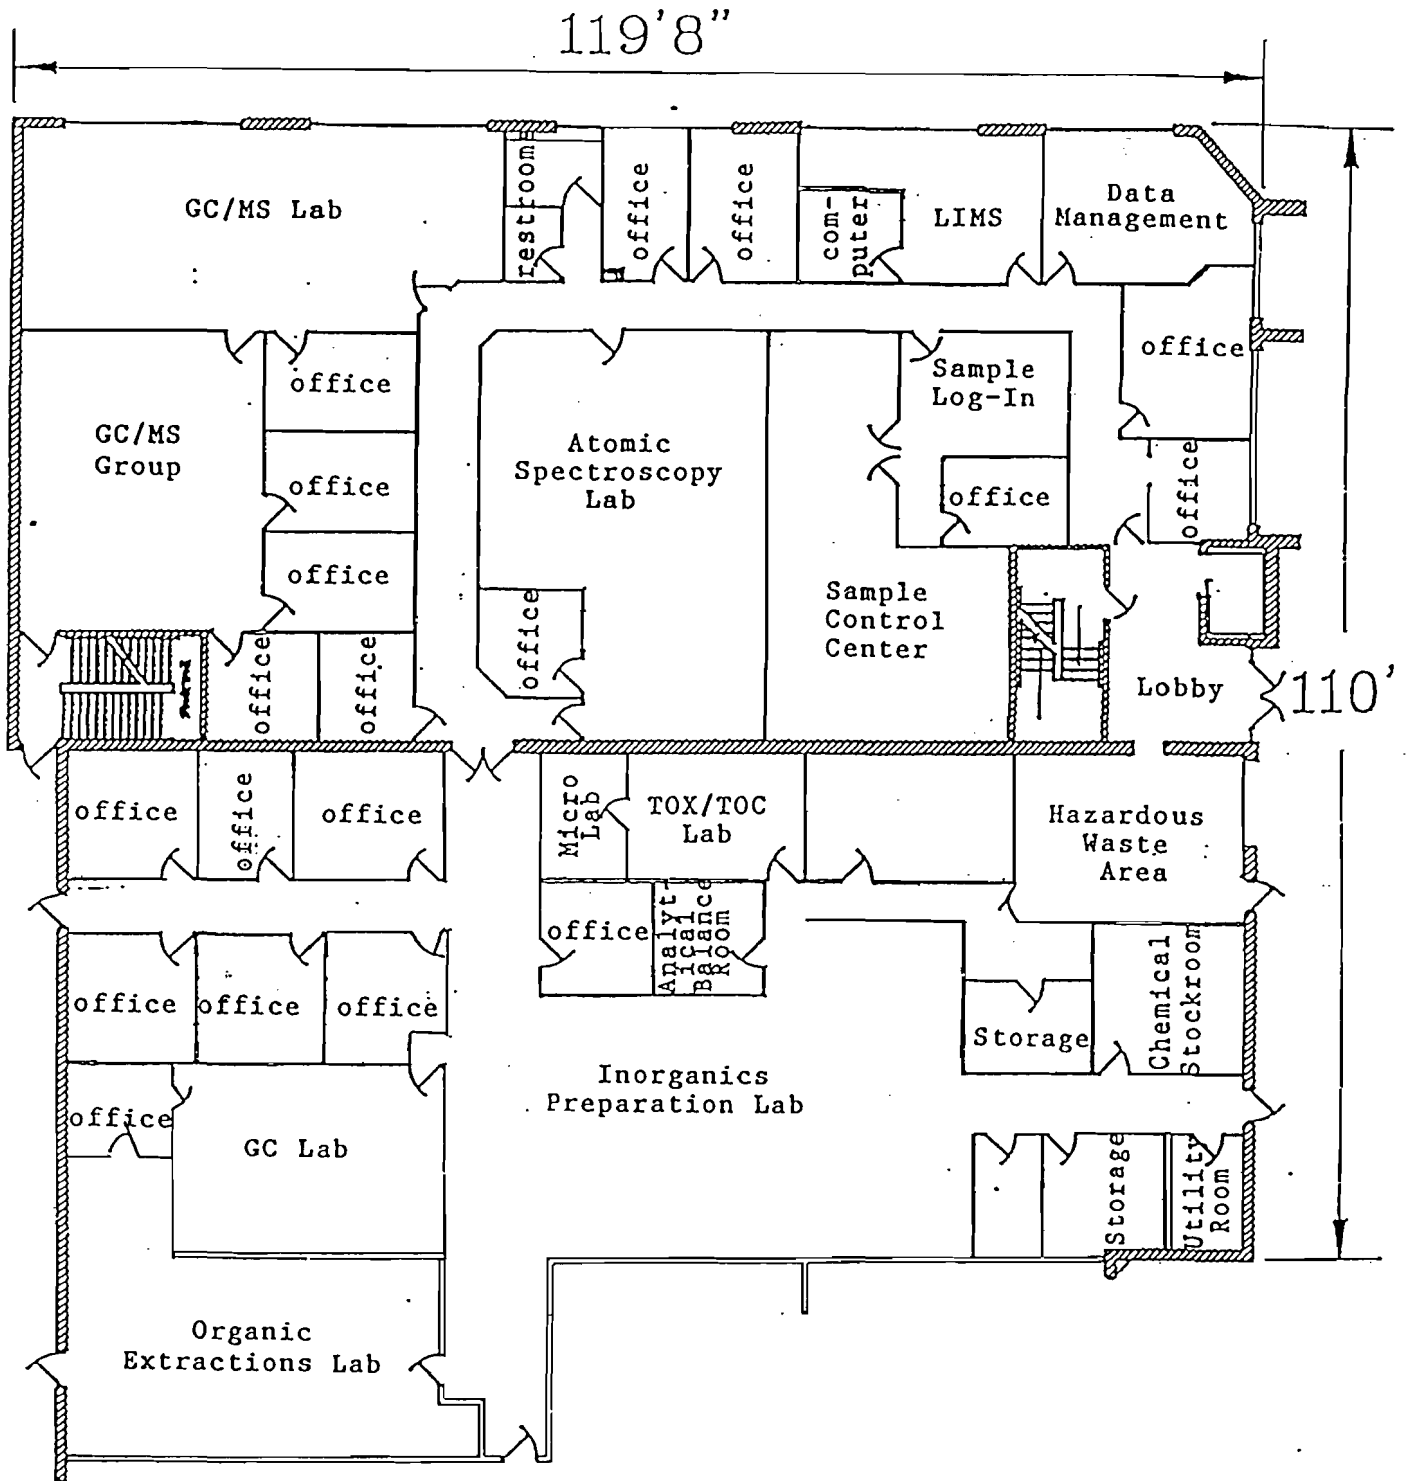 119'8"
GC/MS Lab
restroom
office
office
com-
puter
LIMS
Data
Management
office
office
GC/MS
Group
office
office
Atomic
Spectroscopy
Lab
Sample
Log-In
office
office
office
office
office
office
Sample
Control
Center
Lobby
110'
office
office
office
Micro
Lab
TOX/TOC
Lab
Hazardous
Waste
Area
office
Analyt-
ical
Balance
Room
office
office
office
Storage
Chemical
Stockroom
Inorganics
Preparation Lab
office
GC Lab
Storage
Utility
Room
Organic
Extractions Lab